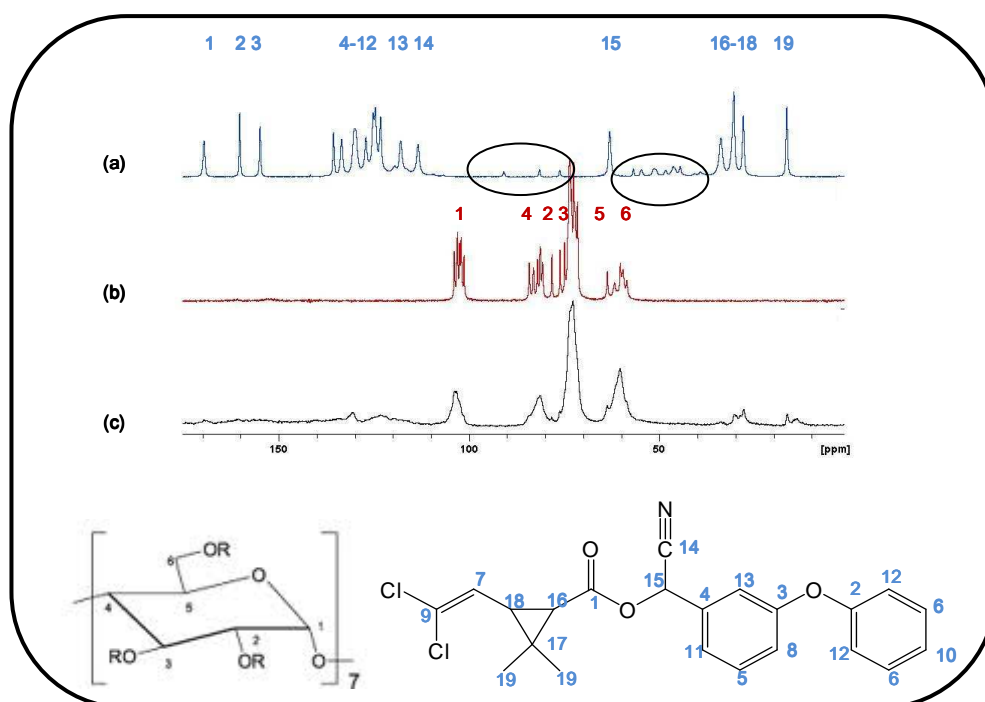 1 2 3 4-12 13 14 15 16-18 19
(a)
1 4 2 3 5 6
(b)
(c)
150 100 50 [ppm]
6 OR
O
4 5 1
RO 3 2 OR O 7
N
O 14
Cl 7 15 4 13 3 O 2 12
9 18 16 1 O 6
Cl 17
11 8 12 10
19 19 5 6